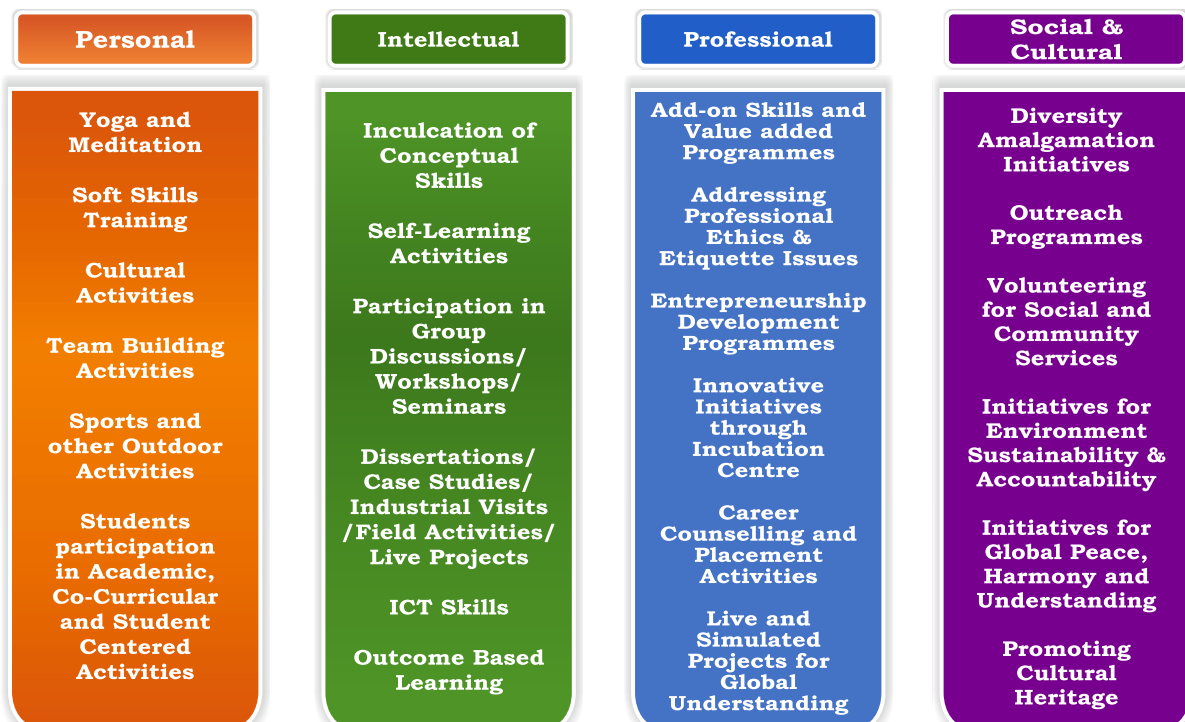 Personal
Yoga and
Meditation
Soft Skills
Training
Cultural
Activities
Team Building
Activities
Sports and
other Outdoor
Activities
Students
participation
in Academic,
Co-Curricular
and Student
Centered
Activities
Intellectual
Inculcation of
Conceptual
Skills
Self-Learning
Activities
Participation in
Group
Discussions/
Workshops/
Seminars
Dissertations/
Case Studies/
Industrial Visits
/Field Activities/
Live Projects
ICT Skills
Outcome Based
Learning
Professional
Add-on Skills and
Value added
Programmes
Addressing
Professional
Ethics &
Etiquette Issues
Entrepreneurship
Development
Programmes
Innovative
Initiatives
through
Incubation
Centre
Career
Counselling and
Placement
Activities
Live and
Simulated
Projects for
Global
Understanding
Social &
Cultural
Diversity
Amalgamation
Initiatives
Outreach
Programmes
Volunteering
for Social and
Community
Services
Initiatives for
Environment
Sustainability &
Accountability
Initiatives for
Global Peace,
Harmony and
Understanding
Promoting
Cultural
Heritage